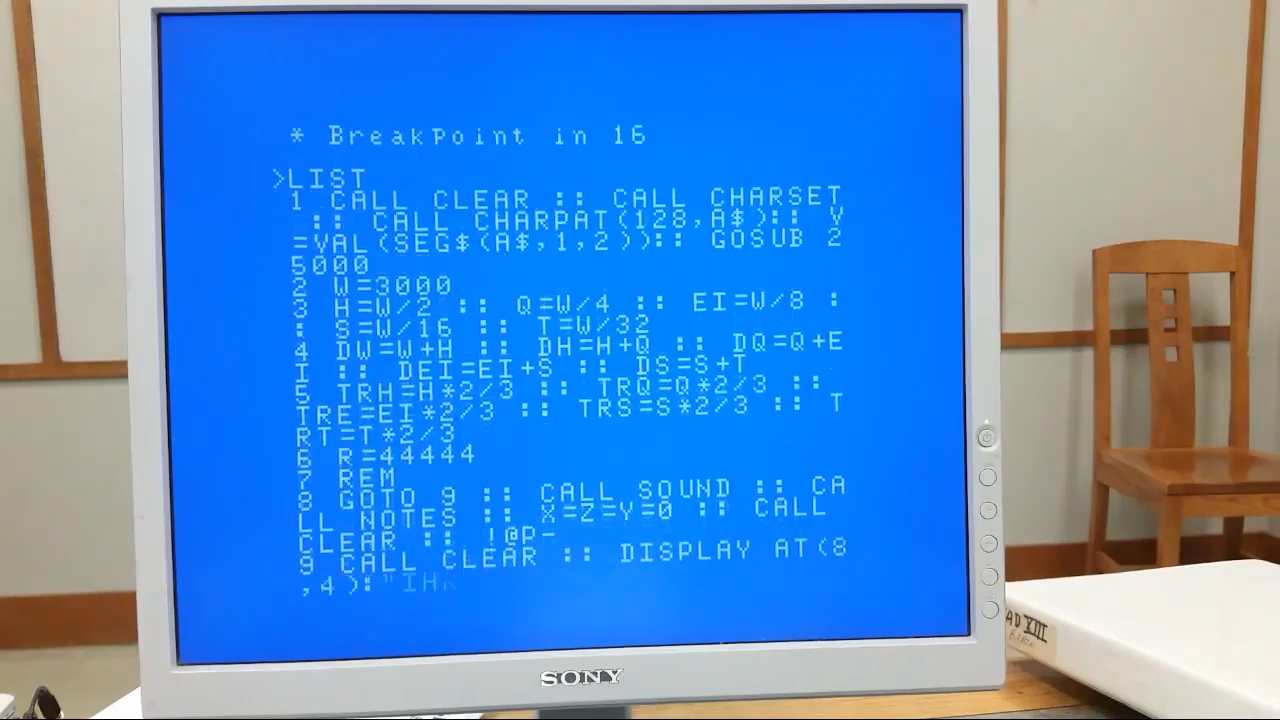 * BreakPoint in 16
>LIST
1 CALL CLEAR :: CALL CHARSET
:: CALL CHARPAT(128,A$):: V
=VAL(SEG$(A$,1,2)):: GOSUB 2
5000
2 W=3000
3 H=W/2 :: Q=W/4 :: EI=W/8 :
: S=W/16 :: T=W/32
4 DW=W+H :: DH=H+Q :: DQ=Q+E
I :: DEI=EI+S :: DS=S+T
5 TRH=H*2/3 :: TRQ=Q*2/3 ::
TRE=EI*2/3 :: TRS=S*2/3 :: T
RT=T*2/3
6 R=44444
7 REM
8 GOTO 9 :: CALL SOUND :: CA
LL NOTES :: X=Z=Y=0 :: CALL
CLEAR :: !@P-
9 CALL CLEAR :: DISPLAY AT(8
,4):
SONY
AD XIII